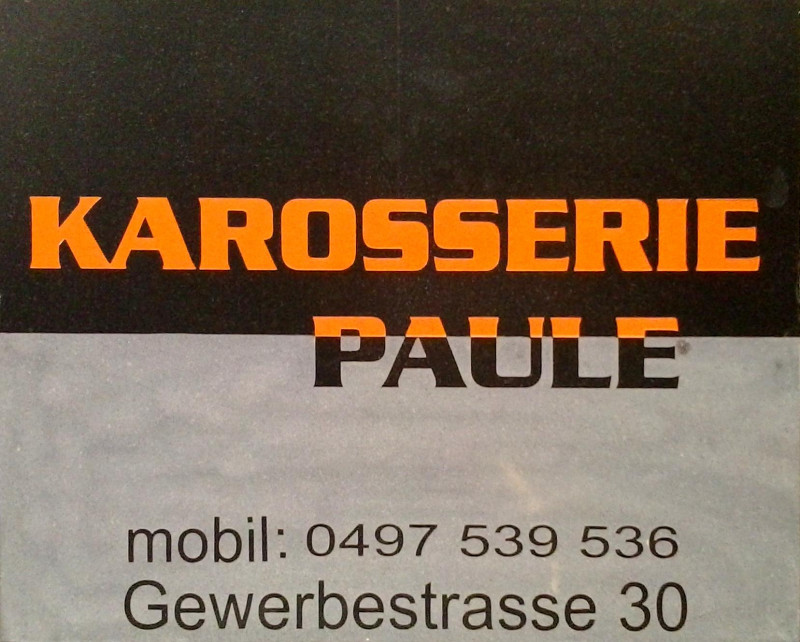 KAROSSERIE
PAULE
mobil: 0497 539 536
Gewerbestrasse 30